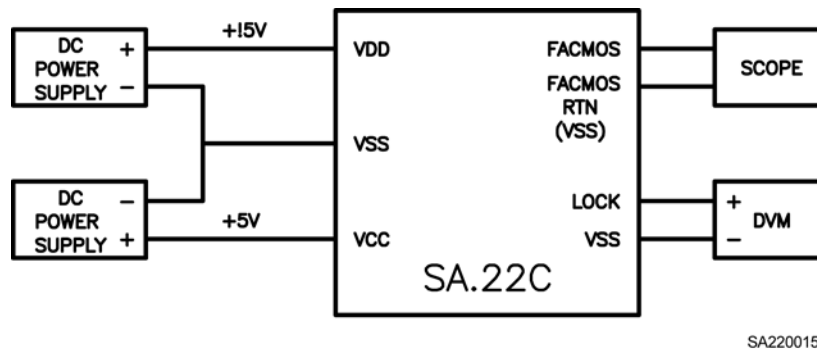 DC
POWER
SUPPLY
+
−
+!5V
VDD
VSS
DC
POWER
SUPPLY
−
+
+5V
VCC
FACMOS
FACMOS
RTN
(VSS)
LOCK
VSS
SA.22C
SCOPE
+
−
DVM
SA220015